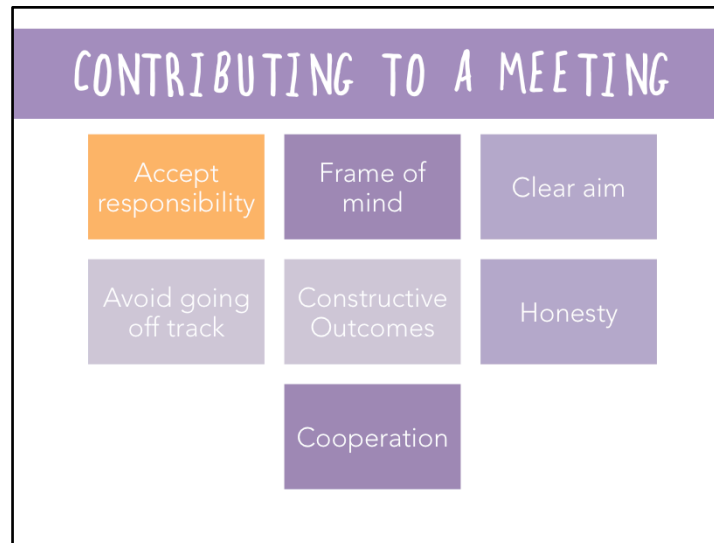 CONTRIBUTING TO A MEETING
Accept
responsibility
Frame of
mind
Clear aim
Avoid going
off track
Constructive
Outcomes
Honesty
Cooperation